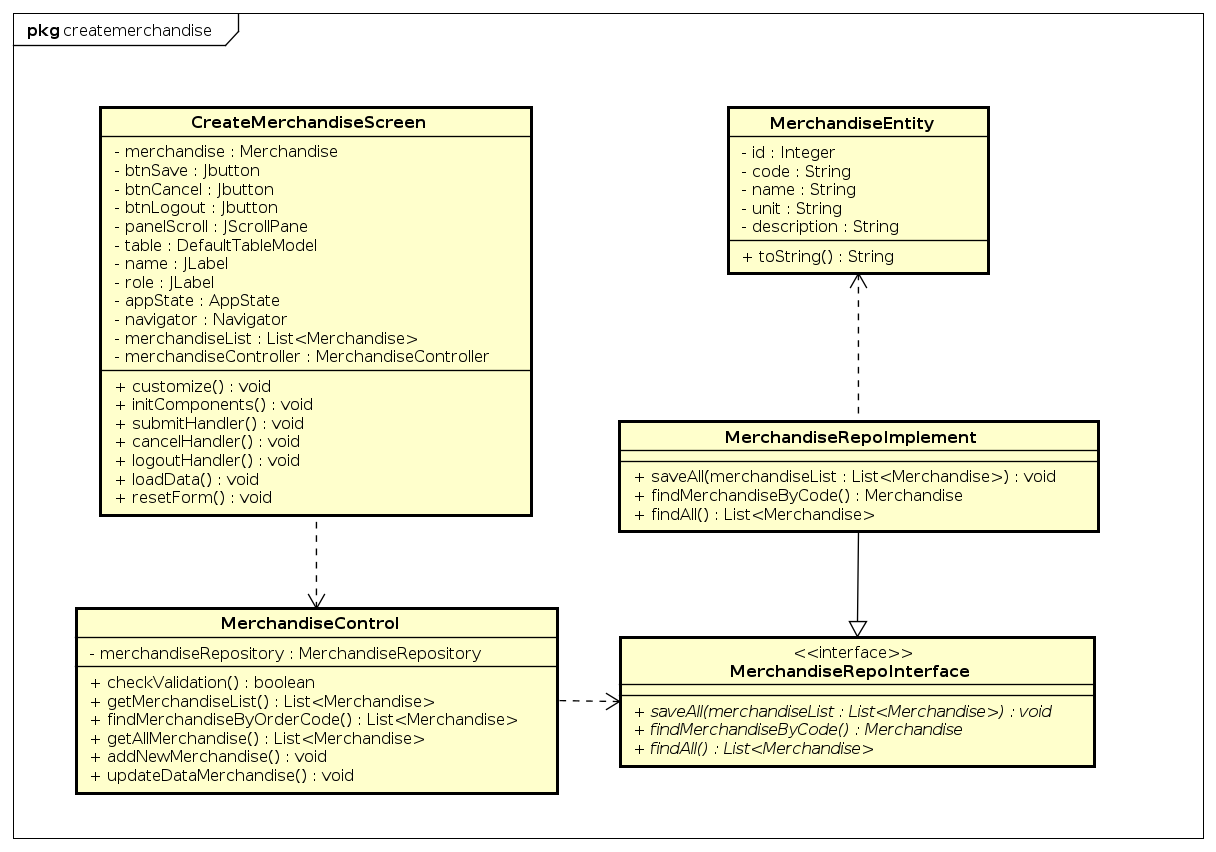 pkg createmerchandise
CreateMerchandiseScreen
- merchandise : Merchandise
- btnSave : Jbutton
- btnCancel : Jbutton
- btnLogout : Jbutton
- panelScroll : JScrollPane
- table : DefaultTableModel
- name : JLabel
- role : JLabel
- appState : AppState
- navigator : Navigator
- merchandiseList : List<Merchandise>
- merchandiseController : MerchandiseController
+ customize() : void
+ initComponents() : void
+ submitHandler() : void
+ cancelHandler() : void
+ logoutHandler() : void
+ loadData() : void
+ resetForm() : void
MerchandiseEntity
- id : Integer
- code : String
- name : String
- unit : String
- description : String
+ toString() : String
MerchandiseRepoImplement
+ saveAll(merchandiseList : List<Merchandise>) : void
+ findMerchandiseByCode() : Merchandise
+ findAll() : List<Merchandise>
MerchandiseControl
- merchandiseRepository : MerchandiseRepository
+ checkValidation() : boolean
+ getMerchandiseList() : List<Merchandise>
+ findMerchandiseByOrderCode() : List<Merchandise>
+ getAllMerchandise() : List<Merchandise>
+ addNewMerchandise() : void
+ updateDataMerchandise() : void
<<interface>>
MerchandiseRepoInterface
+ saveAll(merchandiseList : List<Merchandise>) : void
+ findMerchandiseByCode() : Merchandise
+ findAll() : List<Merchandise>